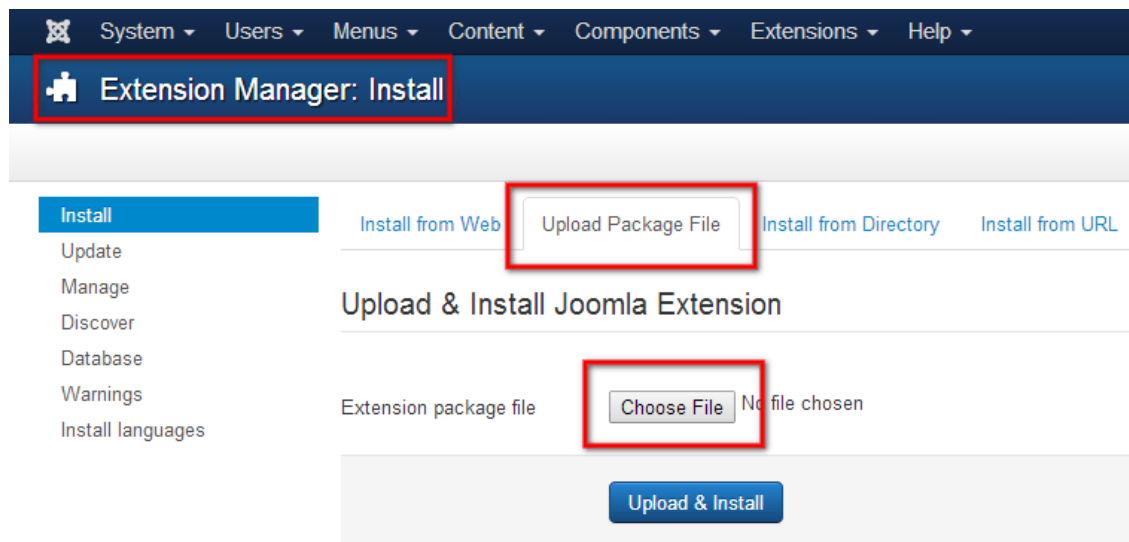 System Users Menus Content Components Extensions Help
Extension Manager: Install
Install
Update
Manage
Discover
Database
Warnings
Install languages
Install from Web Upload Package File Install from Directory Install from URL
Upload & Install Joomla Extension
Extension package file Choose File No file chosen
Upload & Install